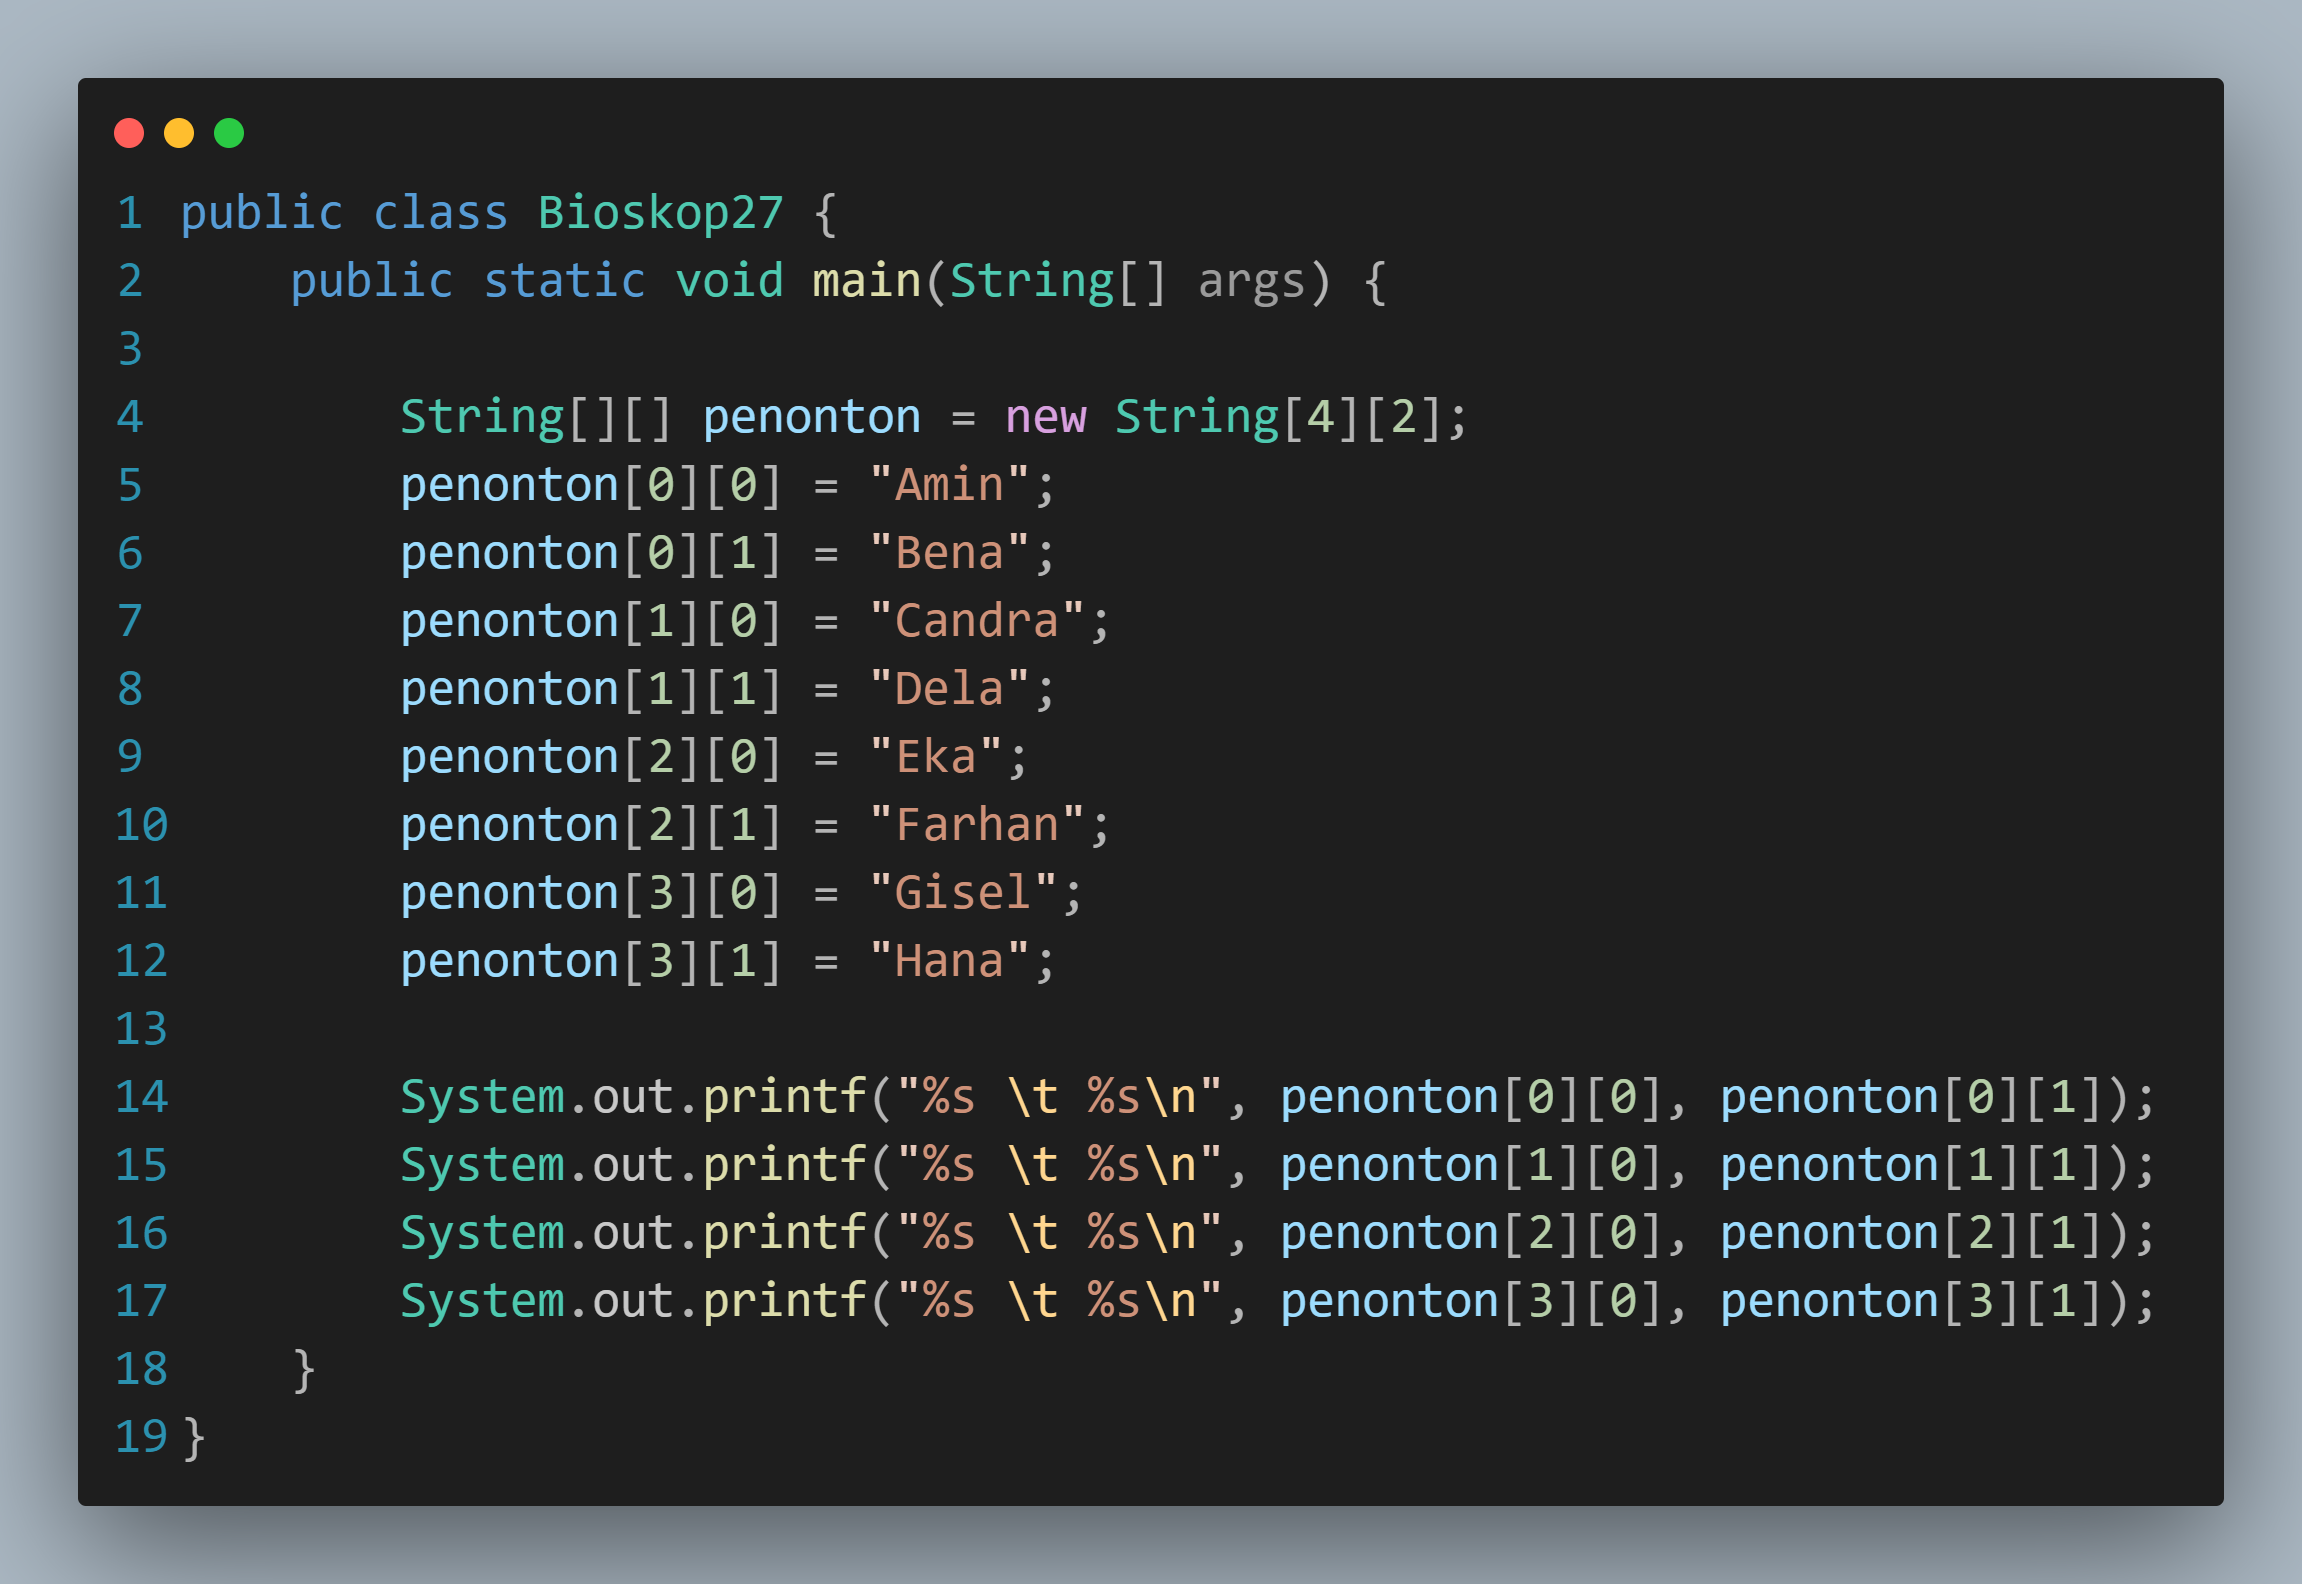 1 public class Bioskop27 {
2     public static void main(String[] args) {
3
4         String[][] penonton = new String[4][2];
5         penonton[0][0] = "Amin";
6         penonton[0][1] = "Bena";
7         penonton[1][0] = "Candra";
8         penonton[1][1] = "Dela";
9         penonton[2][0] = "Eka";
10         penonton[2][1] = "Farhan";
11         penonton[3][0] = "Gisel";
12         penonton[3][1] = "Hana";
13
14         System.out.printf("%s \t %s\n", penonton[0][0], penonton[0][1]);
15         System.out.printf("%s \t %s\n", penonton[1][0], penonton[1][1]);
16         System.out.printf("%s \t %s\n", penonton[2][0], penonton[2][1]);
17         System.out.printf("%s \t %s\n", penonton[3][0], penonton[3][1]);
18     }
19 }